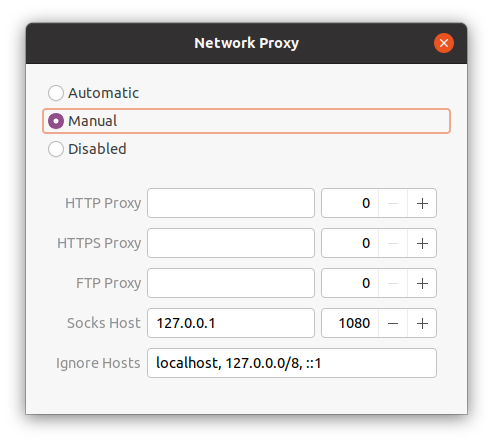 Network Proxy
Automatic
Manual
Disabled
HTTP Proxy 0
HTTPS Proxy 0
FTP Proxy 0
Socks Host 127.0.0.1 1080
Ignore Hosts localhost, 127.0.0.0/8, ::1